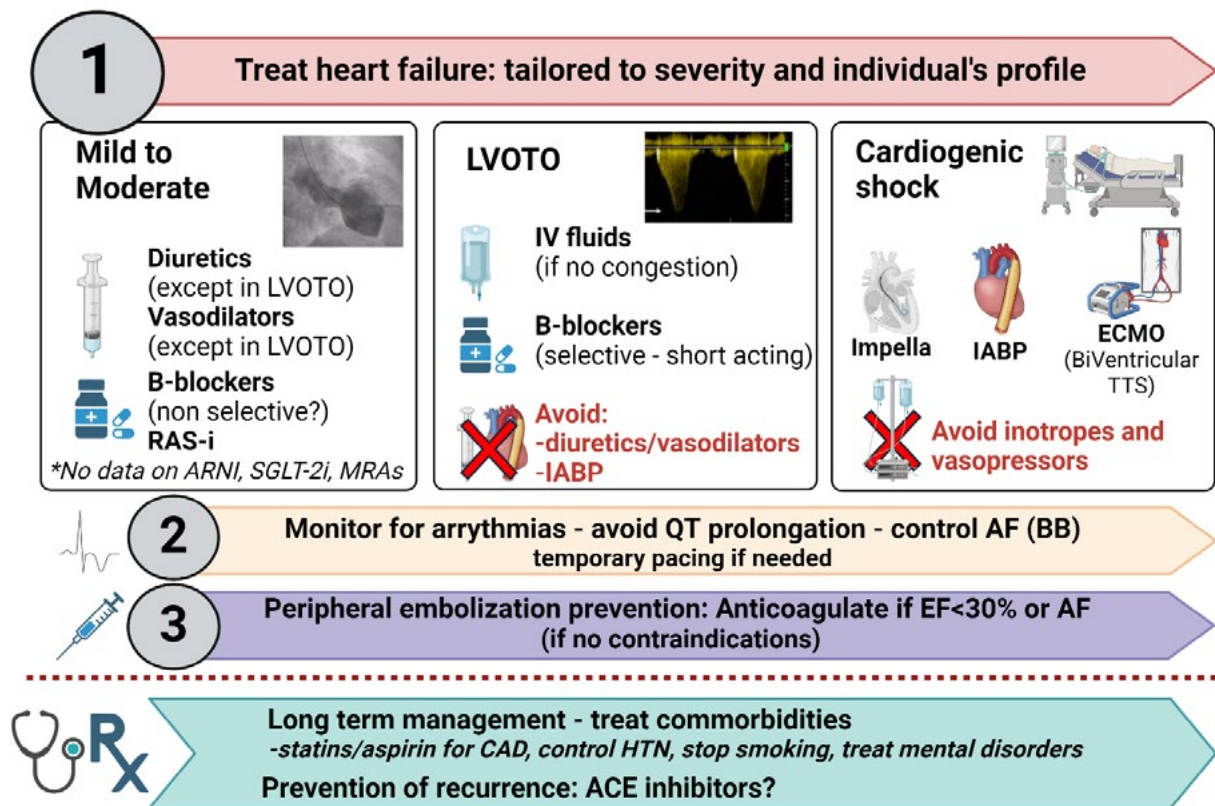 1
Treat heart failure: tailored to severity and individual's profile
Mild to
Moderate
Diuretics
(except in LVOTO)
Vasodilators
(except in LVOTO)
B-blockers
(non selective?)
RAS-i
*No data on ARNI, SGLT-2i, MRAs
LVOTO
IV fluids
(if no congestion)
B-blockers
(selective - short acting)
Avoid:
-diuretics/vasodilators
-IABP
Cardiogenic
shock
Impella
IABP
ECMO
(BiVentricular
TTS)
Avoid inotropes and
vasopressors
2
Monitor for arrythmias - avoid QT prolongation - control AF (BB)
temporary pacing if needed
3
Peripheral embolization prevention: Anticoagulate if EF<30% or AF
(if no contraindications)
Rx
Long term management - treat commorbidities
-statins/aspirin for CAD, control HTN, stop smoking, treat mental disorders
Prevention of recurrence: ACE inhibitors?